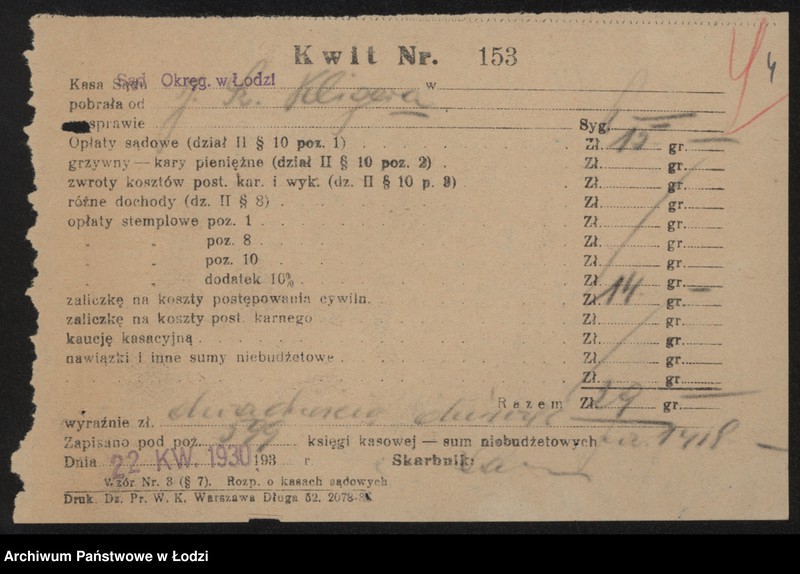 Kwit Nr. 153
Kasa Sądu Sąd Okręg. w Łodzi w
pobrała od J. Sz. Kligera
sprawie Syg.
Opłaty sądowe (dział II § 10 poz. 1) . Zł. 15 gr. —
grzywny — kary pieniężne (dział II § 10 poz. 2) . Zł. gr.
zwroty kosztów post. kar. i wyk. (dz. II § 10 p. 3) . Zł. gr.
różne dochody (dz. II § 8) . Zł. gr.
opłaty stemplowe poz. 1 . Zł. gr.
„ „ poz. 8 . Zł. gr.
„ „ poz. 10 . Zł. gr.
dodatek 10% . Zł. gr.
zaliczkę na koszty postępowania cywiln. Zł. 14 gr. —
zaliczkę na koszty post. karnego Zł. gr.
kaucję kasacyjną . Zł. gr.
nawiązki i inne sumy niebudżetowe . Zł. gr.
Zł. gr.
Razem Zł. 29 gr. —
wyraźnie zł. dwadzieścia dziewięć
Zapisano pod poz. księgi kasowej — sum niebudżetowych
Dnia 22 KW. 1930 193 r. Skarbnik:
Wzór Nr. 3 (§ 7). Rozp. o kasach sądowych
Druk. Dz. Pr. W. K. Warszawa Długa 52. 2078-8
Archiwum Państwowe w Łodzi